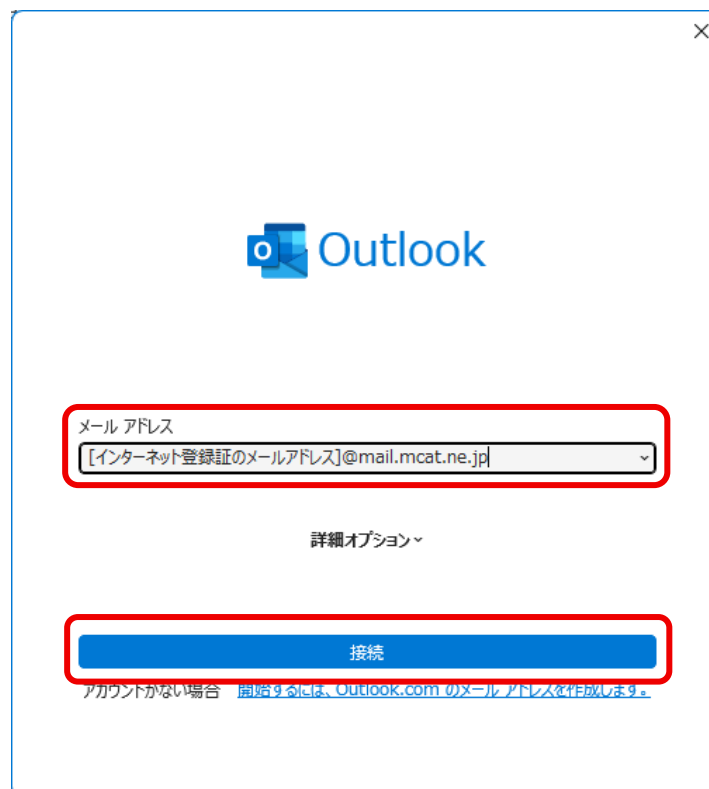 Outlook
メール アドレス
[インターネット登録証のメールアドレス]@mail.mcat.ne.jp
詳細オプション
接続
アカウントがない場合 開始するには、Outlook.com のメール アドレスを作成します。